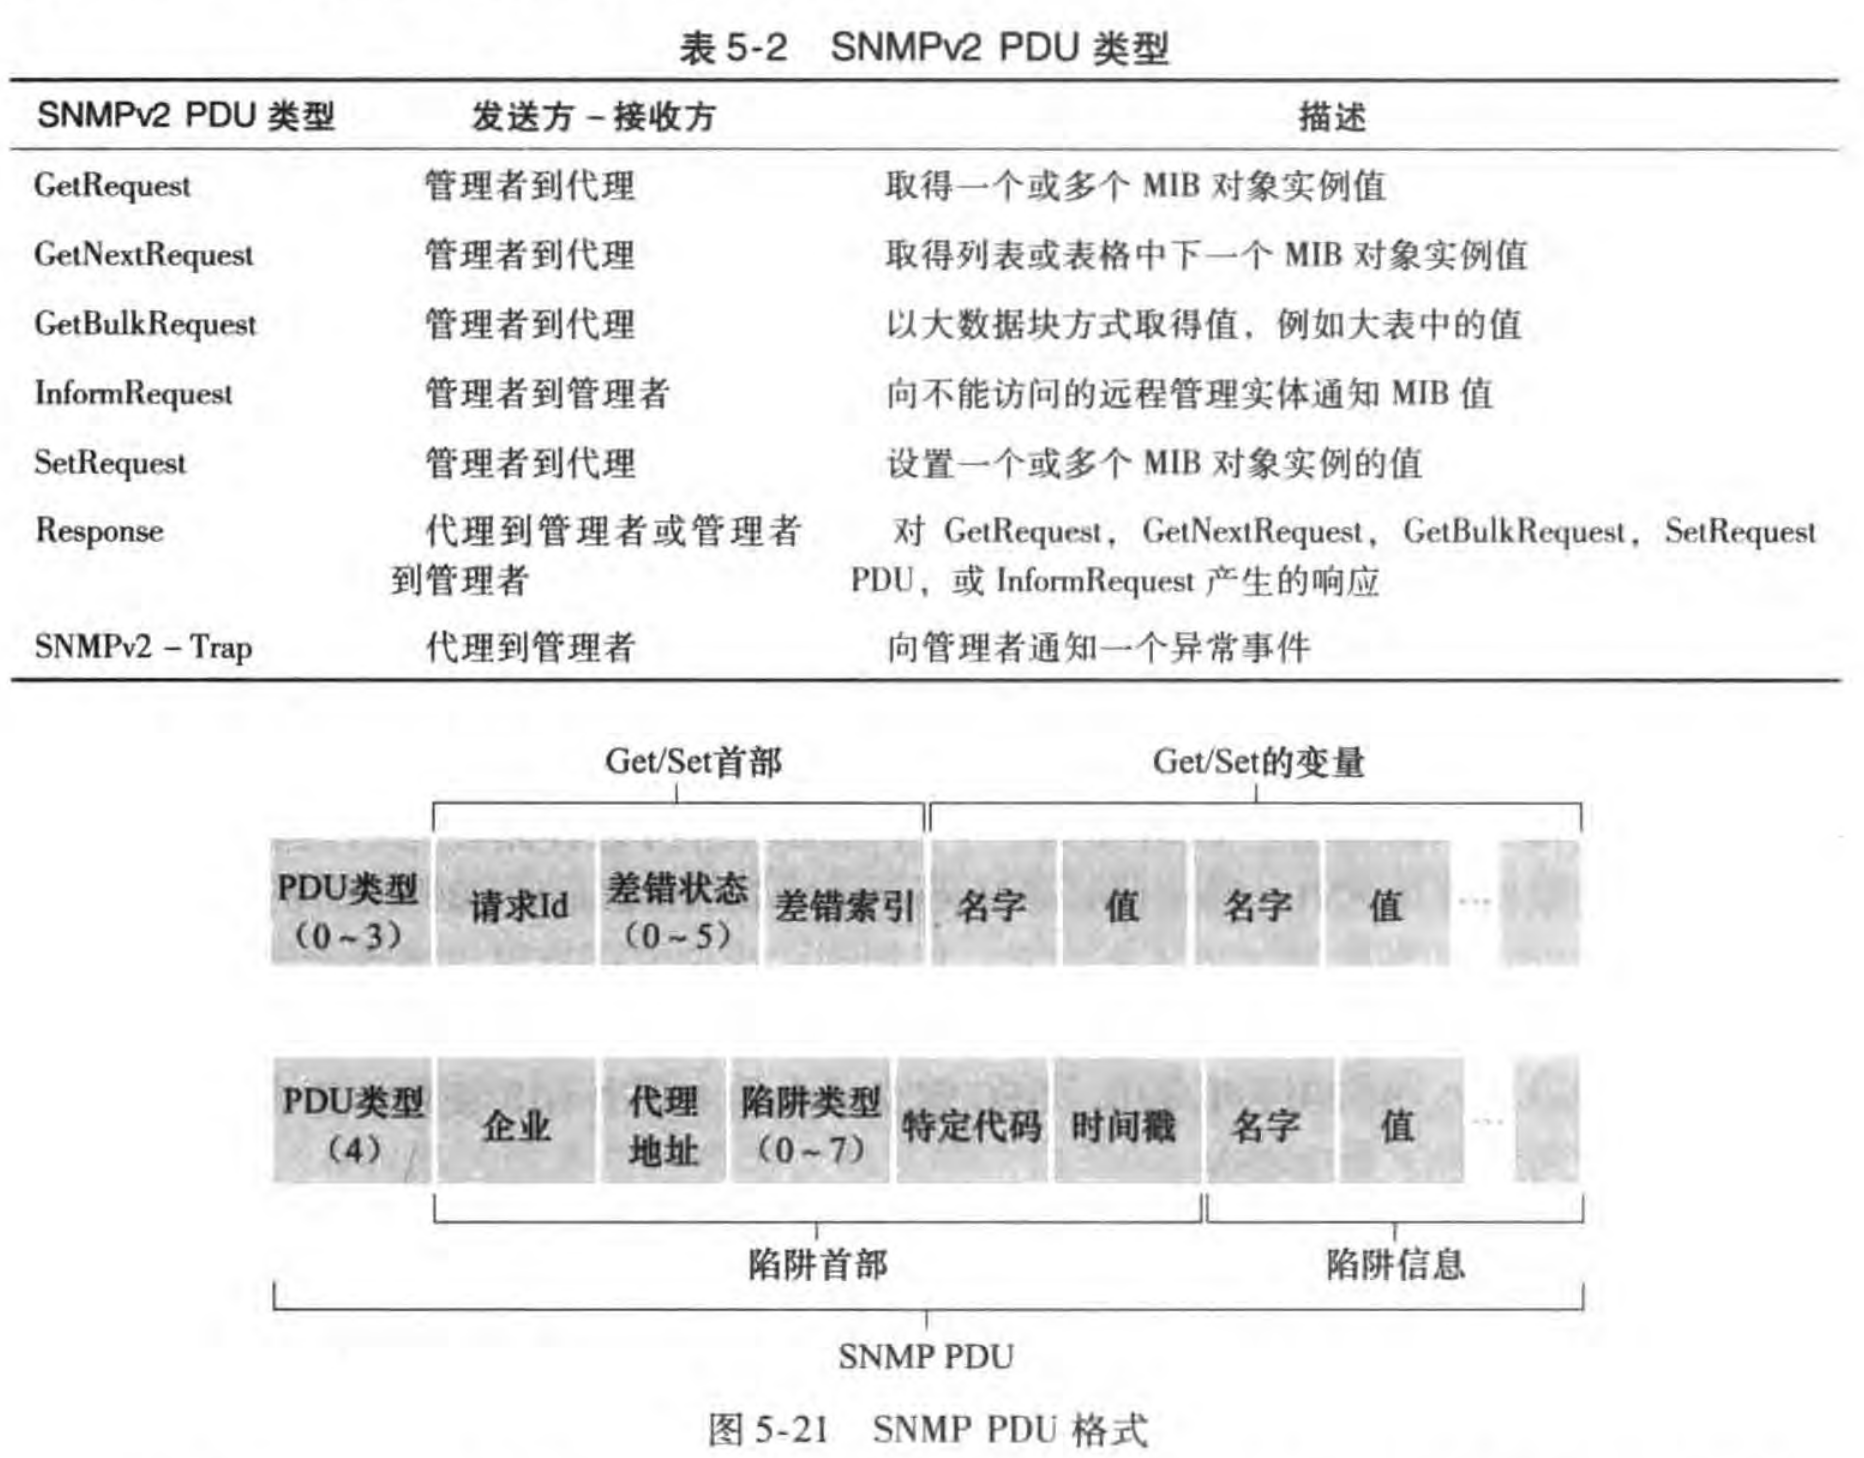 表 5-2 SNMPv2 PDU 类型
SNMPv2 PDU 类型 发送方-接收方 描述
GetRequest 管理者到代理 取得一个或多个 MIB 对象实例值
GetNextRequest 管理者到代理 取得列表或表格中下一个 MIB 对象实例值
GetBulkRequest 管理者到代理 以大数据块方式取得值，例如大表中的值
InformRequest 管理者到管理者 向不能访问的远程管理实体通知 MIB 值
SetRequest 管理者到代理 设置一个或多个 MIB 对象实例的值
Response 代理到管理者或管理者 对 GetRequest，GetNextRequest，GetBulkRequest，SetRequest
到管理者 PDU，或 InformRequest 产生的响应
SNMPv2-Trap 代理到管理者 向管理者通知一个异常事件
Get/Set首部 Get/Set的变量
PDU类型 差错状态
请求Id 差错索引 名字 值 名字 值 …
（0~3） （0~5）
PDU类型 代理 陷阱类型
企业 特定代码 时间戳 名字 值 …
（4） 地址 （0~7）
陷阱首部 陷阱信息
SNMP PDU
图 5-21 SNMP PDU 格式